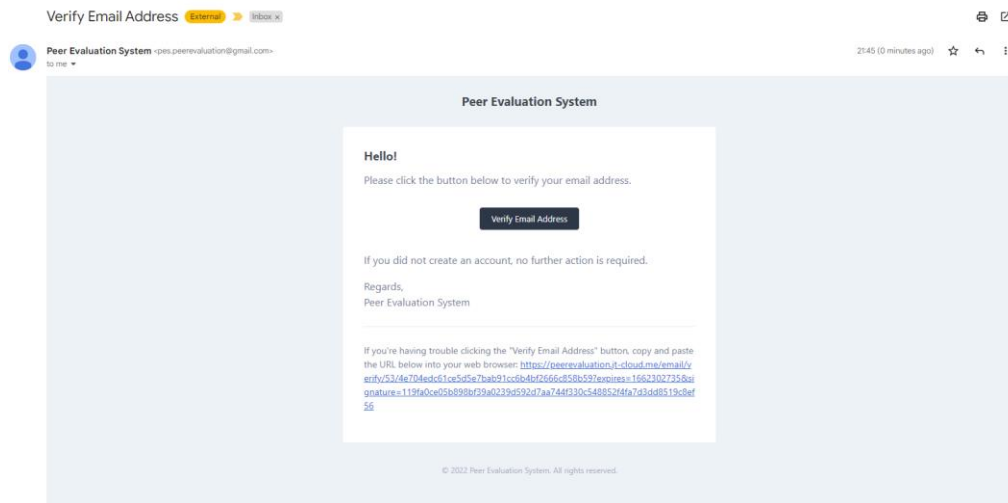 Verify Email Address External Inbox x
Peer Evaluation System <pes.peerevaluation@gmail.com>
21:45 (0 minutes ago)
to me
Peer Evaluation System
Hello!
Please click the button below to verify your email address.
Verify Email Address
If you did not create an account, no further action is required.
Regards,
Peer Evaluation System
If you're having trouble clicking the "Verify Email Address" button, copy and paste
the URL below into your web browser: https://peerevaluation.jt-cloud.me/email/v
erify/53/4e704edc61ce5d5e7bab91cc6b4bf2666c858b59?expires=1662302735&si
gnature=119fa0ce05b898bf39a0239d592d7aa744f330c548852f4fa7d3dd8519c8ef
56
© 2022 Peer Evaluation System. All rights reserved.